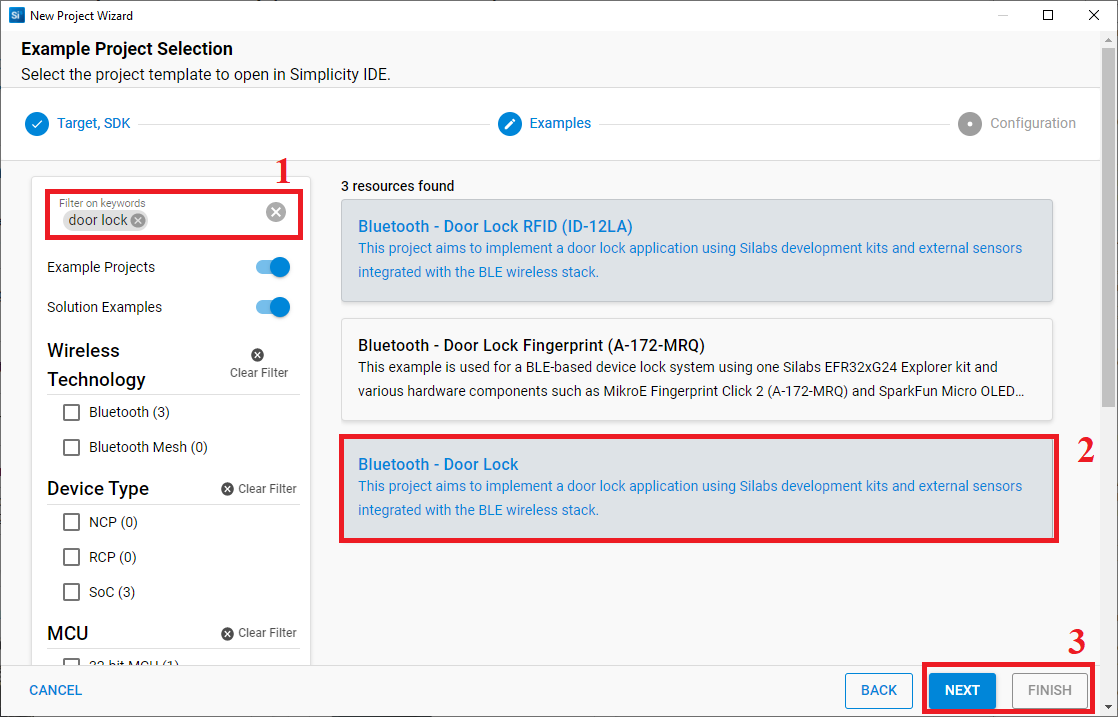 Si New Project Wizard
Example Project Selection
Select the project template to open in Simplicity IDE.
Target, SDK
Examples
Configuration
1
Filter on keywords
door lock
Example Projects
Solution Examples
Wireless
Technology
Clear Filter
Bluetooth (3)
Bluetooth Mesh (0)
Device Type
Clear Filter
NCP (0)
RCP (0)
SoC (3)
MCU
Clear Filter
32-bit MCU (1)
3 resources found
Bluetooth - Door Lock RFID (ID-12LA)
This project aims to implement a door lock application using Silabs development kits and external sensors
integrated with the BLE wireless stack.
Bluetooth - Door Lock Fingerprint (A-172-MRQ)
This example is used for a BLE-based device lock system using one Silabs EFR32xG24 Explorer kit and
various hardware components such as MikroE Fingerprint Click 2 (A-172-MRQ) and SparkFun Micro OLED...
2
Bluetooth - Door Lock
This project aims to implement a door lock application using Silabs development kits and external sensors
integrated with the BLE wireless stack.
3
CANCEL
BACK
NEXT
FINISH